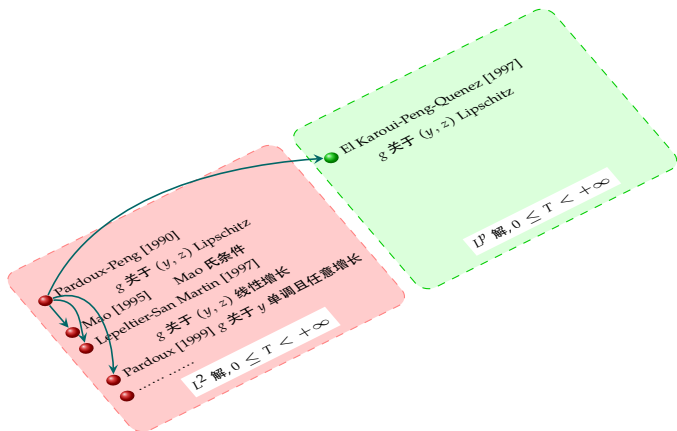 El Karoui-Peng-Quenez [1997]
g 关于 (y, z) Lipschitz
L^p 解, 0 ≤ T < +∞
Pardoux-Peng [1990]
g 关于 (y, z) Lipschitz
Mao [1995] Mao 氏条件
Lepeltier-San Martin [1997]
g 关于 (y, z) 线性增长
Pardoux [1999] g 关于 y 单调且任意增长
…… ……
L^2 解, 0 ≤ T < +∞